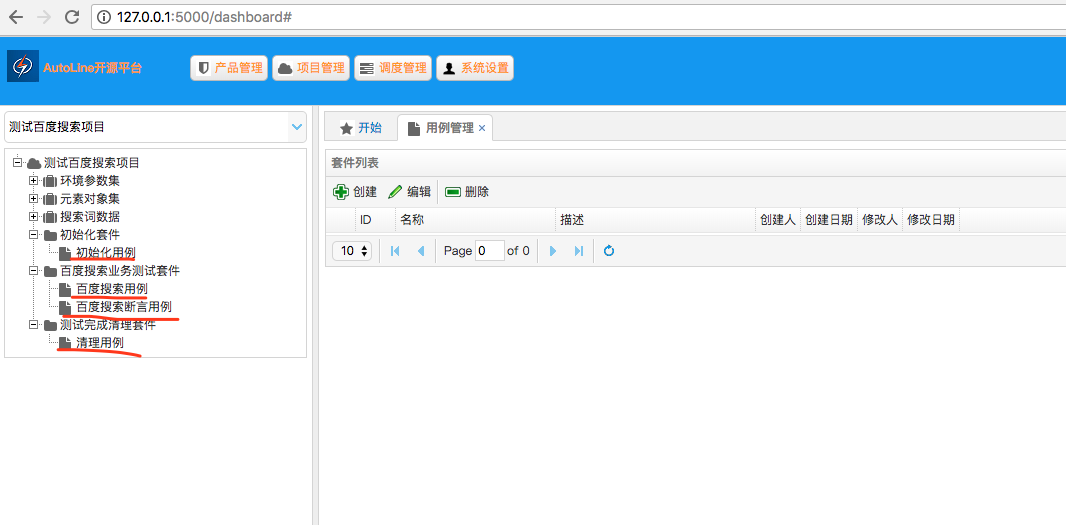 127.0.0.1:5000/dashboard#
AutoLine开源平台
产品管理 项目管理 调度管理 系统设置
测试百度搜索项目
测试百度搜索项目
环境参数集
元素对象集
搜索词数据
初始化套件
初始化用例
百度搜索业务测试套件
百度搜索用例
百度搜索断言用例
测试完成清理套件
清理用例
开始 用例管理 ×
套件列表
创建 编辑 删除
ID 名称 描述 创建人 创建日期 修改人 修改日期
10 Page 0 of 0